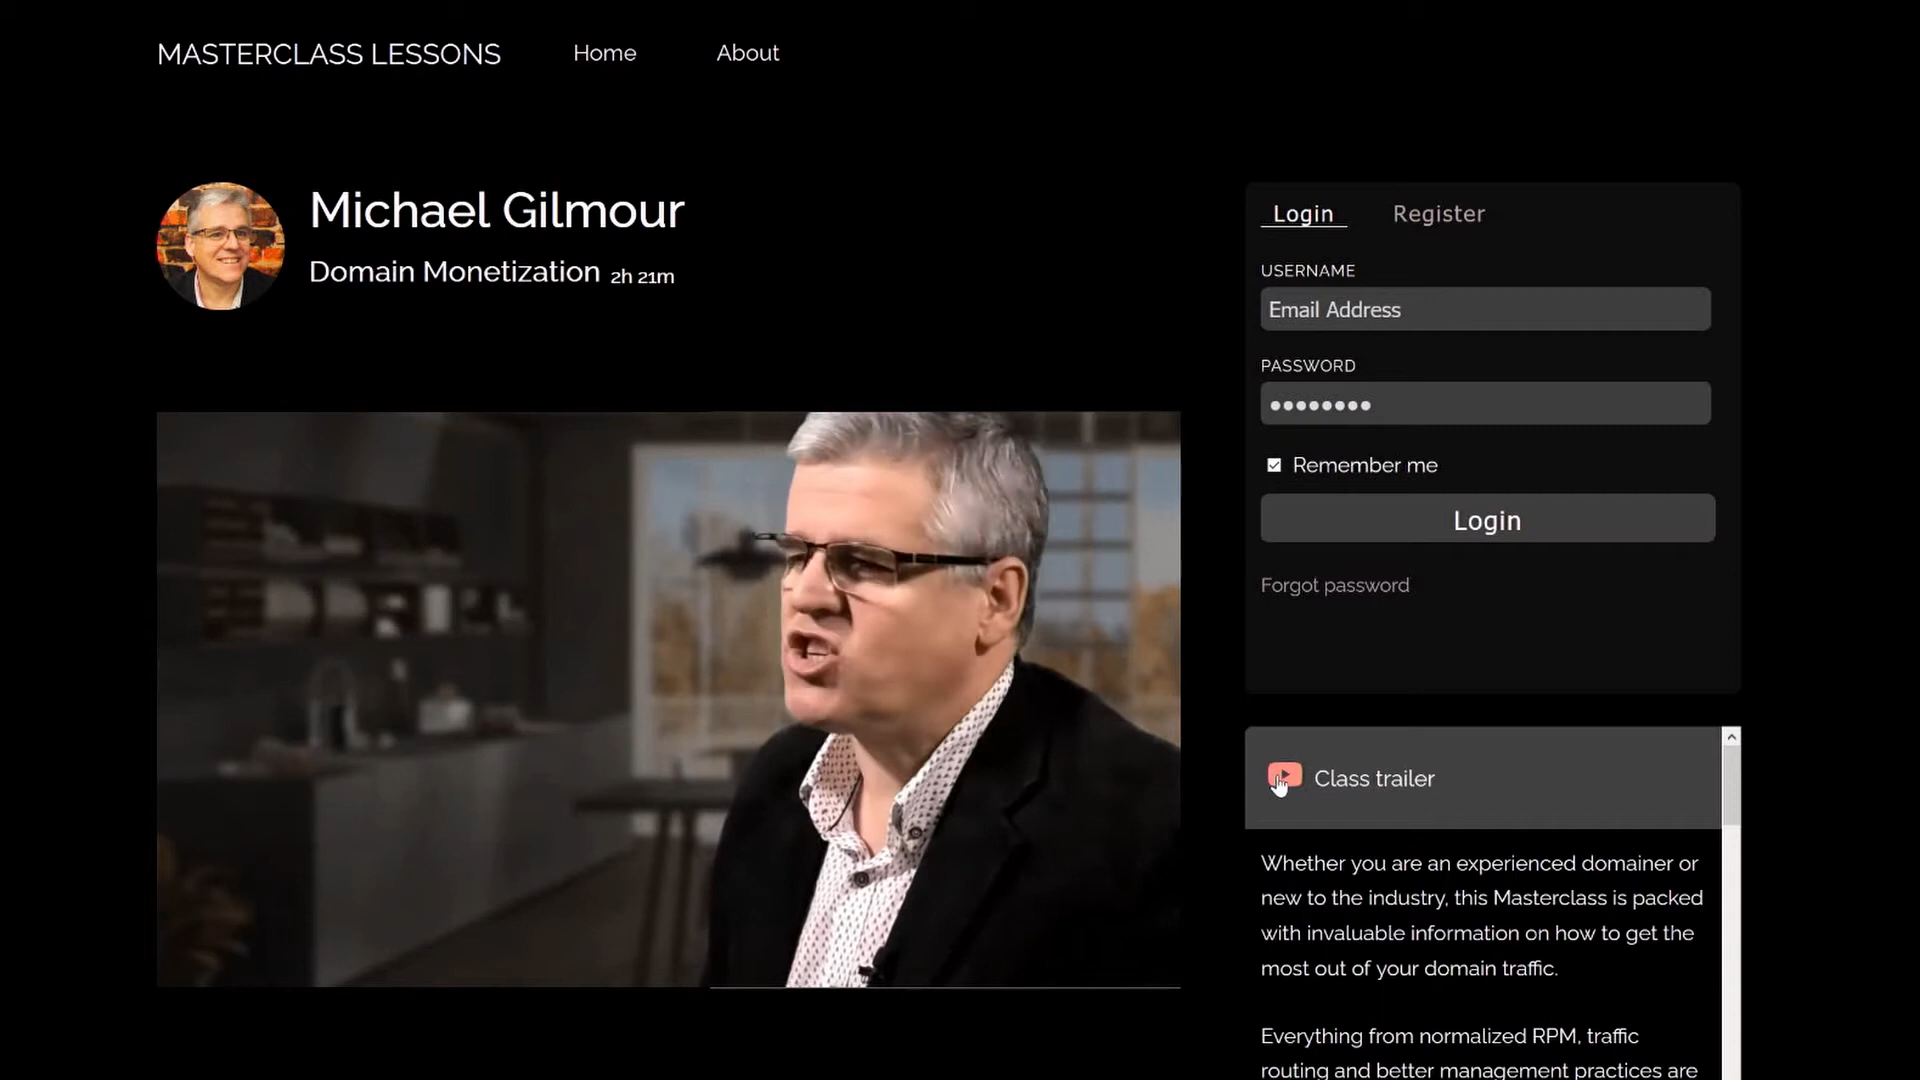 MASTERCLASS LESSONS
Home
About
Michael Gilmour
Domain Monetization 2h 21m
Login
Register
USERNAME
Email Address
PASSWORD
Remember me
Login
Forgot password
Class trailer
Whether you are an experienced domainer or
new to the industry, this Masterclass is packed
with invaluable information on how to get the
most out of your domain traffic.
Everything from normalized RPM, traffic
routing and better management practices are